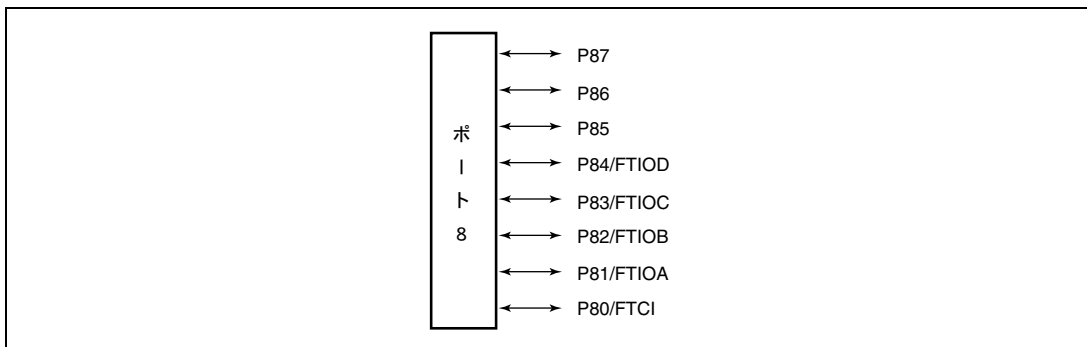 ポート8
P87
P86
P85
P84/FTIOD
P83/FTIOC
P82/FTIOB
P81/FTIOA
P80/FTCI